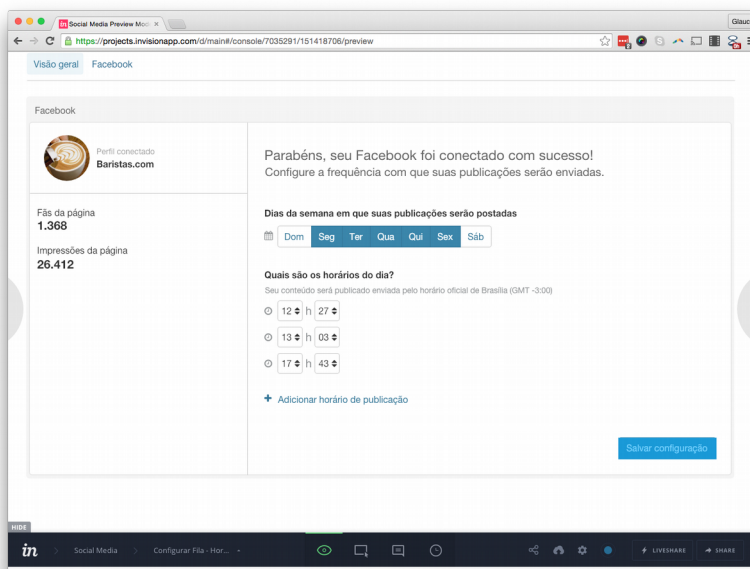 Social Media Preview Mod
Glauc
https://projects.invisionapp.com/d/main#/console/7035291/151418706/preview
Visão geral Facebook
Facebook
Perfil conectado
Baristas.com
Fãs da página
1.368
Impressões da página
26.412
Parabéns, seu Facebook foi conectado com sucesso!
Configure a frequência com que suas publicações serão enviadas.
Dias da semana em que suas publicações serão postadas
Dom Seg Ter Qua Qui Sex Sáb
Quais são os horários do dia?
Seu conteúdo será publicado enviada pelo horário oficial de Brasília (GMT -3:00)
12 h 27
13 h 03
17 h 43
+ Adicionar horário de publicação
Salvar configuração
HIDE
in > Social Media > Configurar Fila - Hor...
LIVESHARE
SHARE